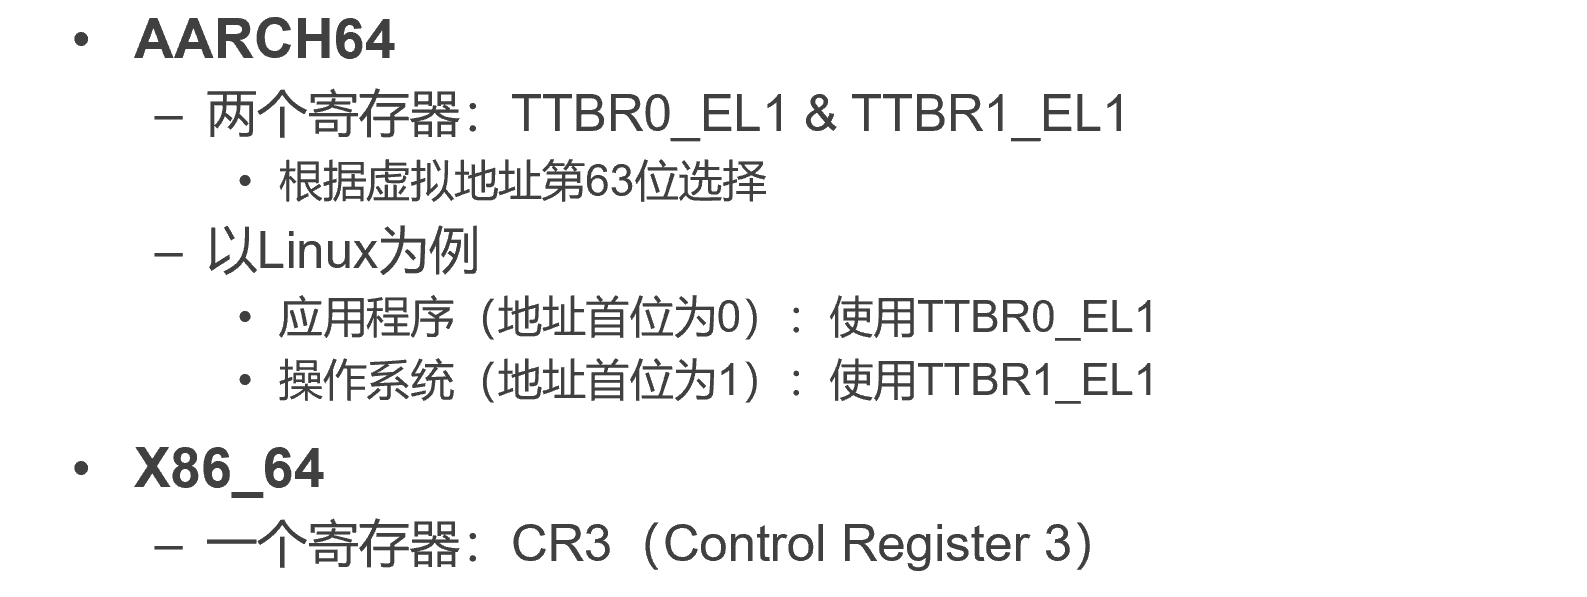 • AARCH64
– 两个寄存器：TTBR0_EL1 & TTBR1_EL1
• 根据虚拟地址第63位选择
– 以Linux为例
• 应用程序（地址首位为0）：使用TTBR0_EL1
• 操作系统（地址首位为1）：使用TTBR1_EL1
• X86_64
– 一个寄存器：CR3（Control Register 3）